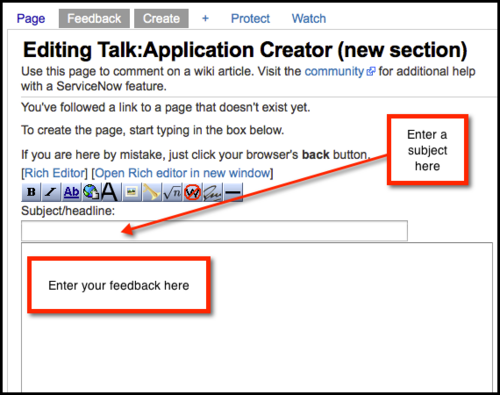 Page Feedback Create + Protect Watch
Editing Talk:Application Creator (new section)
Use this page to comment on a wiki article. Visit the community for additional help
with a ServiceNow feature.
You've followed a link to a page that doesn't exist yet.
To create the page, start typing in the box below.
If you are here by mistake, just click your browser's back button.
[Rich Editor] [Open Rich editor in new window]
B I Ab A √n W
Subject/headline:
Enter a
subject
here
Enter your feedback here